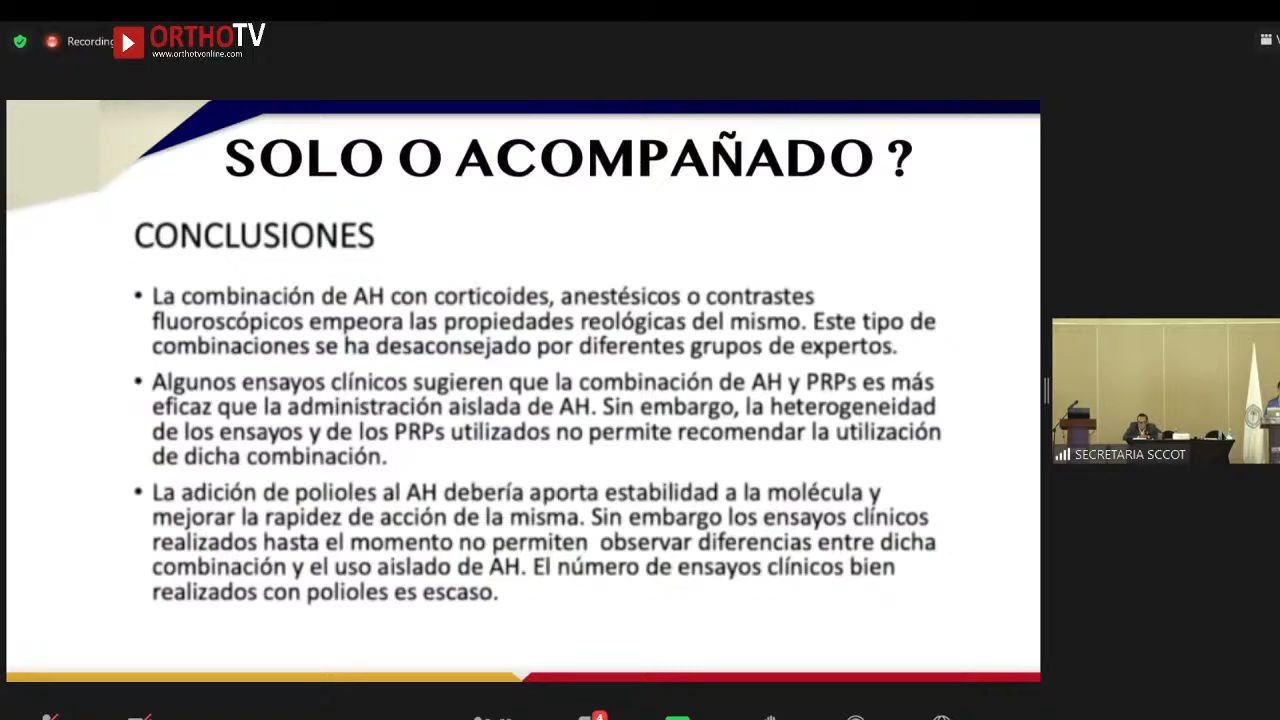 Recording
ORTHOTV
www.orthotvonline.com
SOLO O ACOMPAÑADO ?
CONCLUSIONES
• La combinación de AH con corticoides, anestésicos o contrastes
fluoroscópicos empeora las propiedades reológicas del mismo. Este tipo de
combinaciones se ha desaconsejado por diferentes grupos de expertos.
• Algunos ensayos clínicos sugieren que la combinación de AH y PRPs es más
eficaz que la administración aislada de AH. Sin embargo, la heterogeneidad
de los ensayos y de los PRPs utilizados no permite recomendar la utilización
de dicha combinación.
• La adición de polioles al AH debería aporta estabilidad a la molécula y
mejorar la rapidez de acción de la misma. Sin embargo los ensayos clínicos
realizados hasta el momento no permiten observar diferencias entre dicha
combinación y el uso aislado de AH. El número de ensayos clínicos bien
realizados con polioles es escaso.
SECRETARIA SCCOT
4